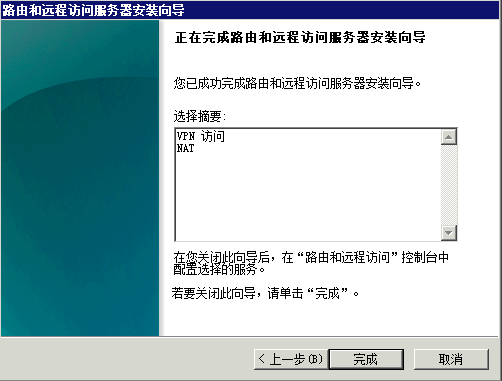 路由和远程访问服务器安装向导
正在完成路由和远程访问服务器安装向导
您已成功完成路由和远程访问服务器安装向导。
选择摘要:
VPN 访问
NAT
在您关闭此向导后，在“路由和远程访问”控制台中
配置选择的服务。
若要关闭此向导，请单击“完成”。
< 上一步(B)
完成
取消